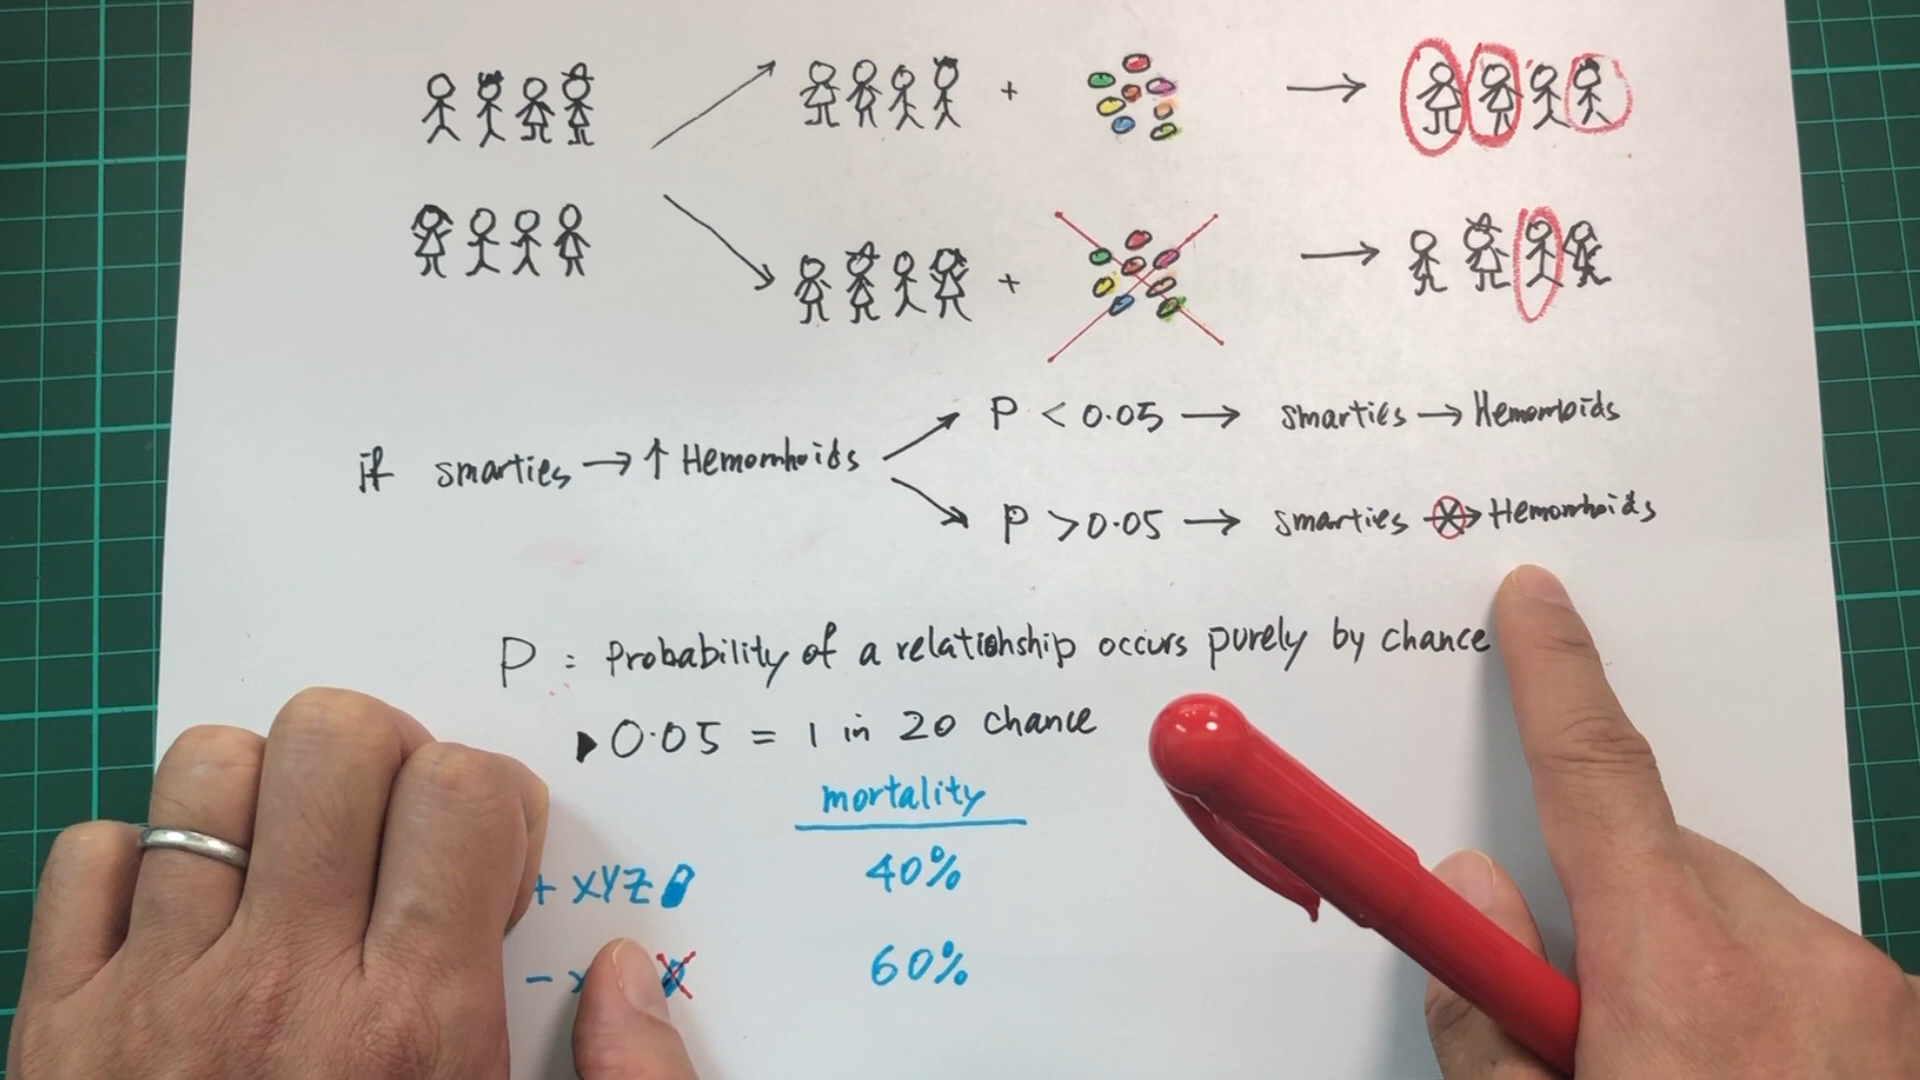 +
+
if smarties → ↑ Hemorrhoids
P < 0.05 → smarties → Hemorrhoids
P > 0.05 → smarties → Hemorrhoids
P : Probability of a relationship occurs purely by chance
0.05 = 1 in 20 chance
mortality
+ XYZ 40%
- 60%